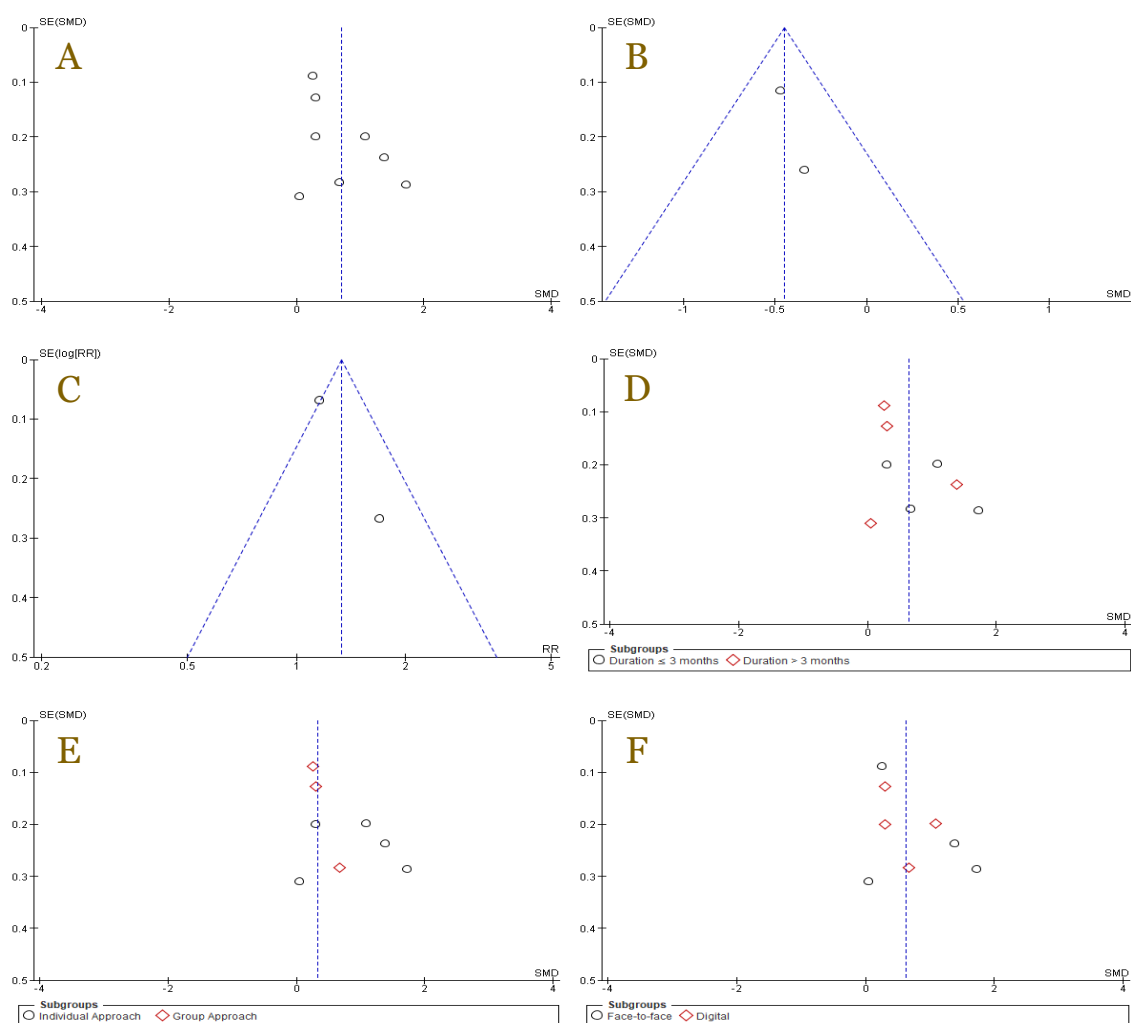 SE(SMD)
A
0
0.1
0.2
0.3
0.4
0.5
-4
-2
0
2
4
SMD
SE(SMD)
B
0
0.1
0.2
0.3
0.4
0.5
-1
-0.5
0
0.5
1
SMD
SE(log[RR])
C
0
0.1
0.2
0.3
0.4
0.5
0.2
0.5
1
2
5
RR
SE(SMD)
D
0
0.1
0.2
0.3
0.4
0.5
-4
-2
0
2
4
SMD
Subgroups
Duration ≤ 3 months Duration > 3 months
SE(SMD)
E
0
0.1
0.2
0.3
0.4
0.5
-4
-2
0
2
4
SMD
Subgroups
Individual Approach Group Approach
SE(SMD)
F
0
0.1
0.2
0.3
0.4
0.5
-4
-2
0
2
4
SMD
Subgroups
Face-to-face Digital